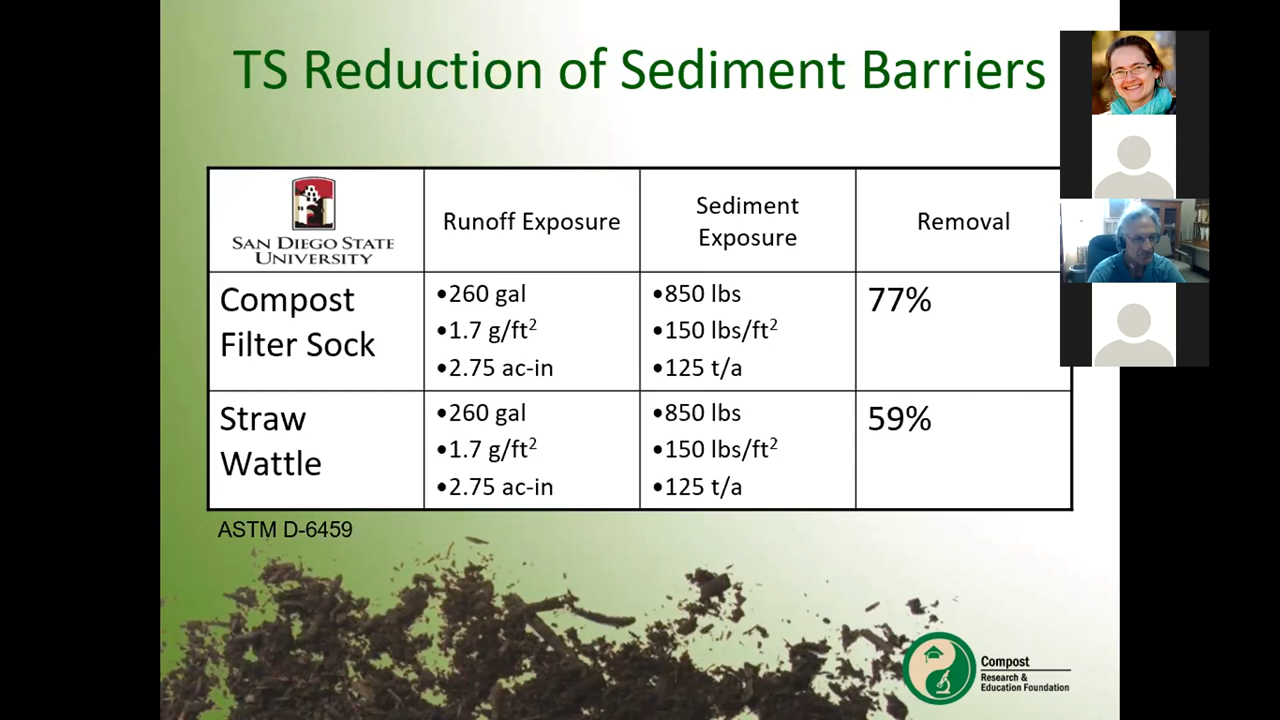 TS Reduction of Sediment Barriers
SAN DIEGO STATE
UNIVERSITY
Runoff Exposure
Sediment
Exposure
Removal
Compost
Filter Sock
•260 gal
•1.7 g/ft²
•2.75 ac-in
•850 lbs
•150 lbs/ft²
•125 t/a
77%
Straw
Wattle
•260 gal
•1.7 g/ft²
•2.75 ac-in
•850 lbs
•150 lbs/ft²
•125 t/a
59%
ASTM D-6459
Compost
Research &
Education Foundation